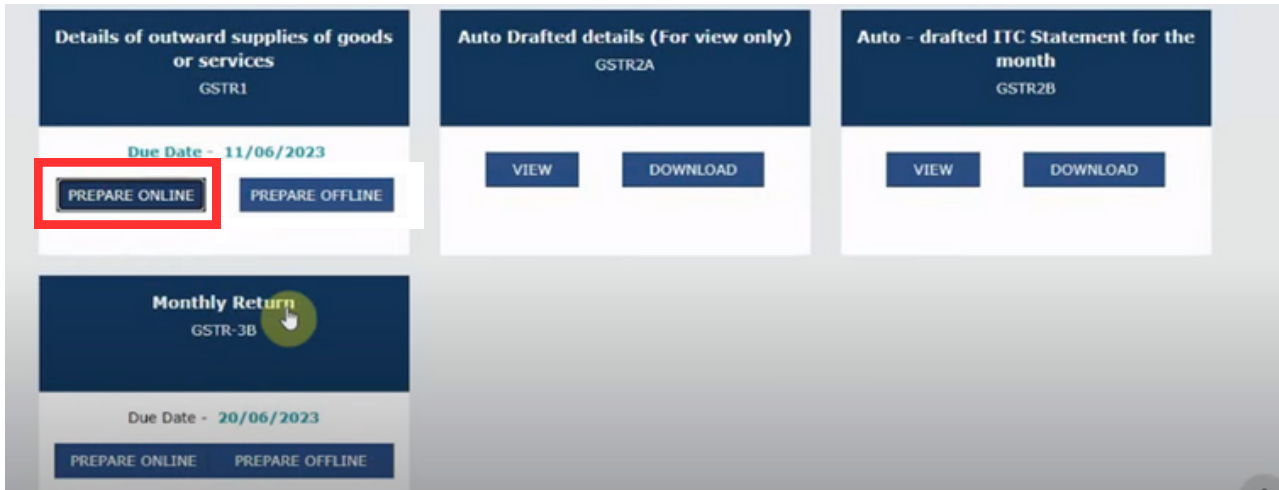 Details of outward supplies of goods
or services
GSTR1
Due Date - 11/06/2023
PREPARE ONLINE
PREPARE OFFLINE
Auto Drafted details (For view only)
GSTR2A
VIEW
DOWNLOAD
Auto - drafted ITC Statement for the
month
GSTR2B
VIEW
DOWNLOAD
Monthly Return
GSTR-3B
Due Date - 20/06/2023
PREPARE ONLINE
PREPARE OFFLINE